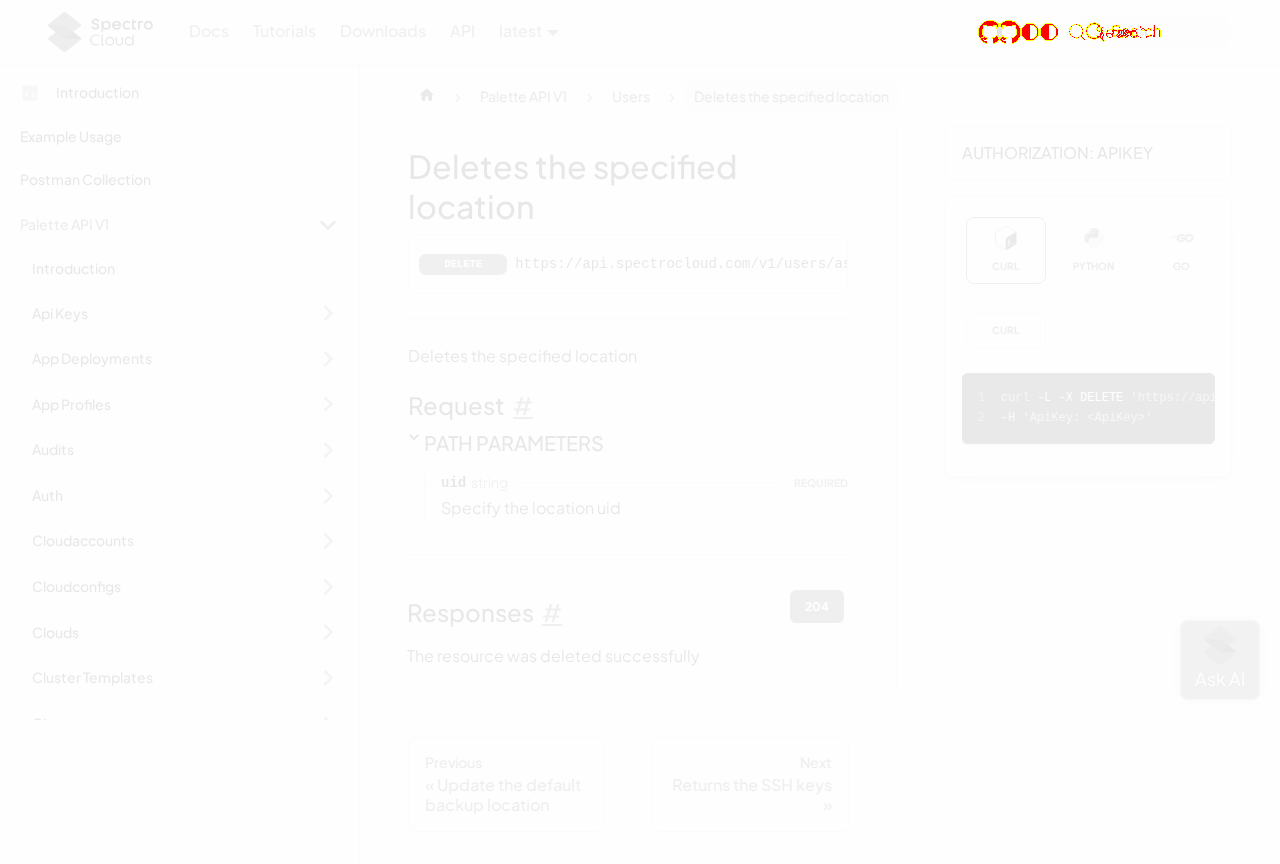 Spectro
Cloud
Docs
Tutorials
Downloads
API
latest
Introduction
Example Usage
Postman Collection
Palette API V1
Introduction
Api Keys
App Deployments
App Profiles
Audits
Auth
Cloudaccounts
Cloudconfigs
Clouds
Cluster Templates
Palette API V1
Users
Deletes the specified location
Deletes the specified
location
DELETE https://api.spectrocloud.com/v1/users/as
Deletes the specified location
Request #
PATH PARAMETERS
uid string REQUIRED
Specify the location uid
Responses #
204
The resource was deleted successfully
Previous
« Update the default
backup location
Next
Returns the SSH keys
»
AUTHORIZATION: APIKEY
CURL
PYTHON
GO
GO
CURL
1 curl -L -X DELETE 'https://api
2 -H 'ApiKey: <ApiKey>'
Ask AI